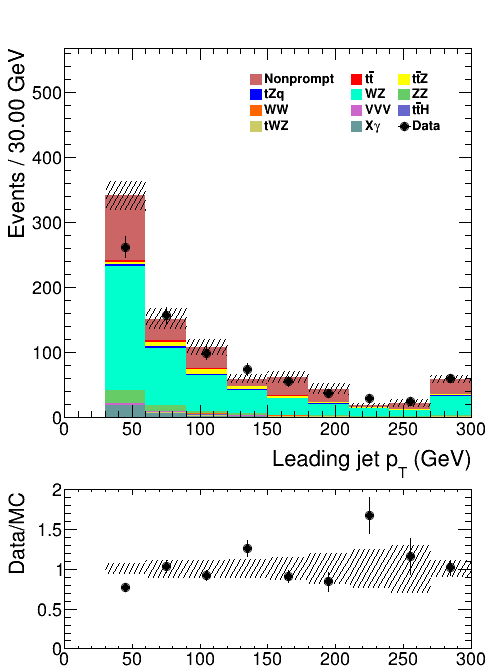 Events / 30.00 GeV
500
400
300
200
100
0
Nonprompt tt̄ tt̄Z
tZq WZ ZZ
WW VVV tt̄H
tWZ Xγ Data
0 50 100 150 200 250 300
Leading jet p_T (GeV)
Data/MC
2
1.5
1
0.5
0
0 50 100 150 200 250 300